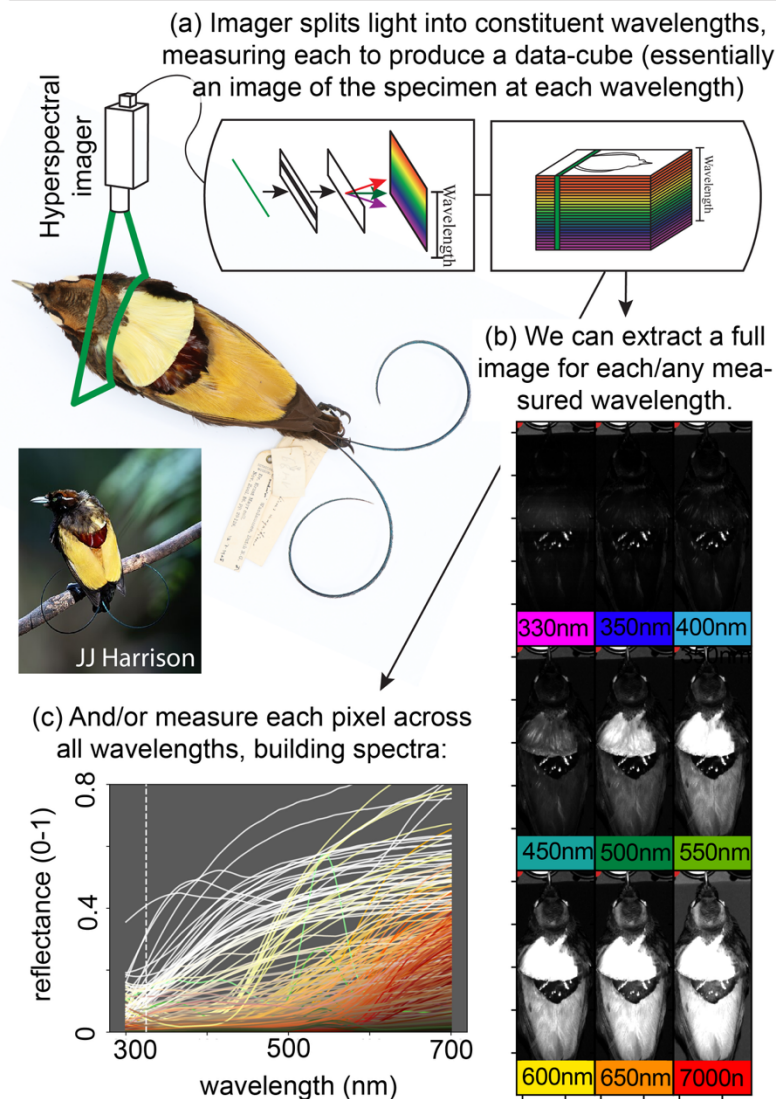 (a) Imager splits light into constituent wavelengths,
measuring each to produce a data-cube (essentially
an image of the specimen at each wavelength)
Hyperspectral
imager
Wavelength
Wavelength
(b) We can extract a full
image for each/any mea-
sured wavelength.
JJ Harrison
330nm 350nm 400nm
450nm 500nm 550nm
600nm 650nm 7000n
(c) And/or measure each pixel across
all wavelengths, building spectra:
reflectance (0-1)
0.8
0.4
0
300 500 700
wavelength (nm)